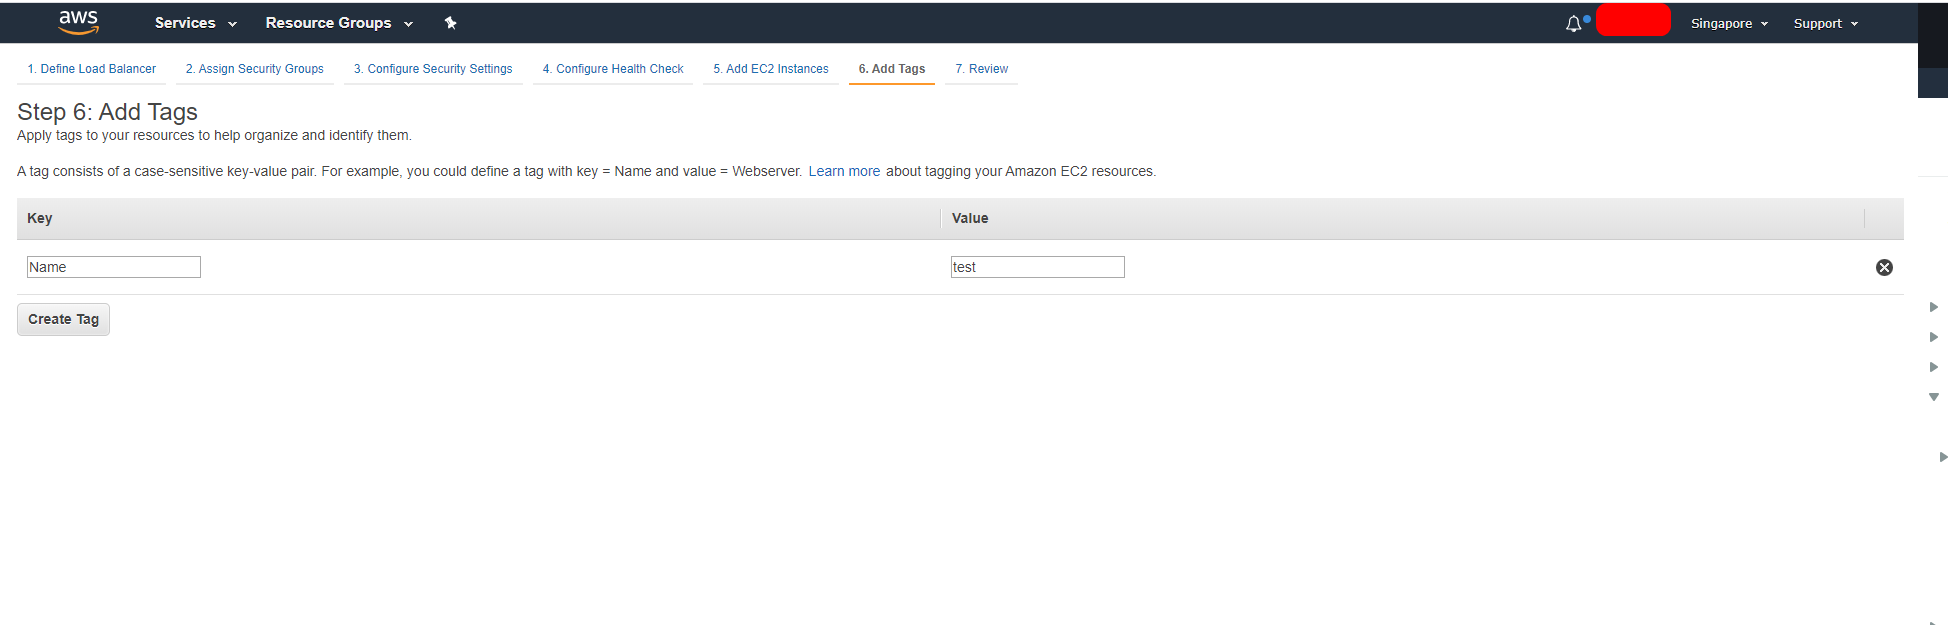 aws Services Resource Groups Singapore Support
1. Define Load Balancer 2. Assign Security Groups 3. Configure Security Settings 4. Configure Health Check 5. Add EC2 Instances 6. Add Tags 7. Review
Step 6: Add Tags
Apply tags to your resources to help organize and identify them.
A tag consists of a case-sensitive key-value pair. For example, you could define a tag with key = Name and value = Webserver. Learn more about tagging your Amazon EC2 resources.
Key Value
Name test
Create Tag